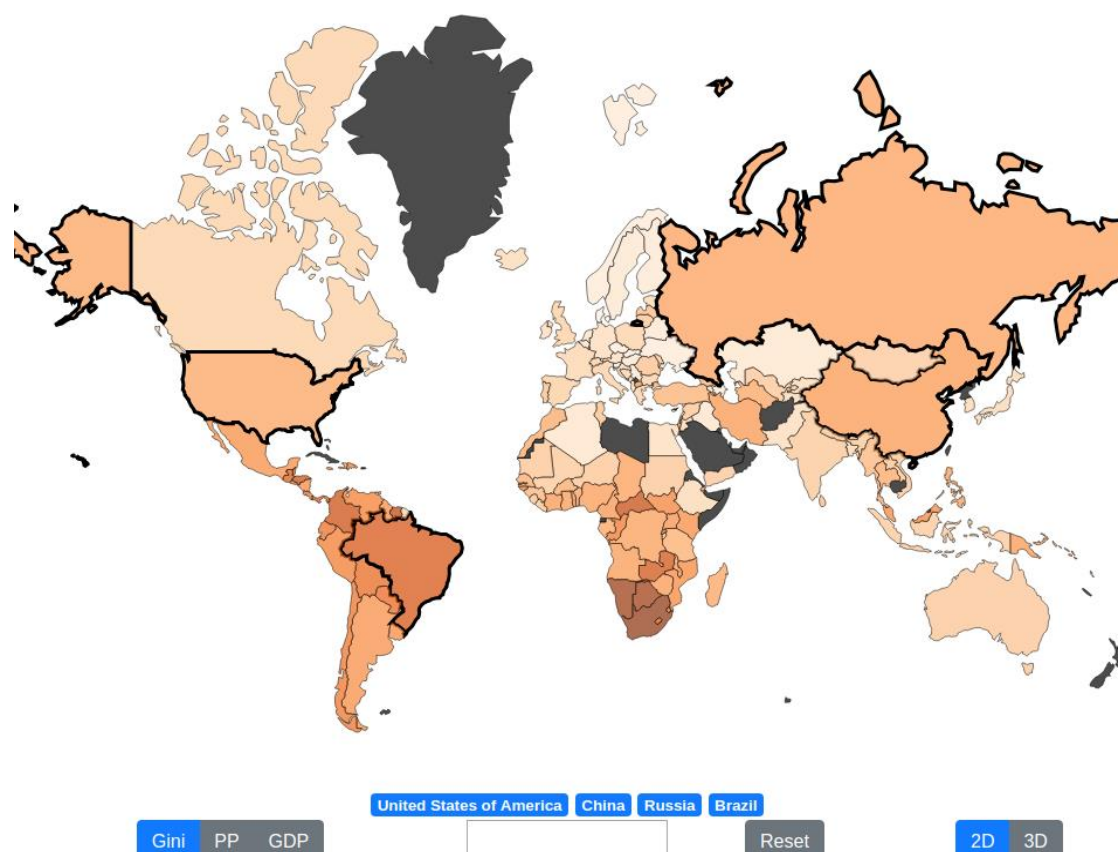 United States of America China Russia Brazil
Gini PP GDP Reset 2D 3D